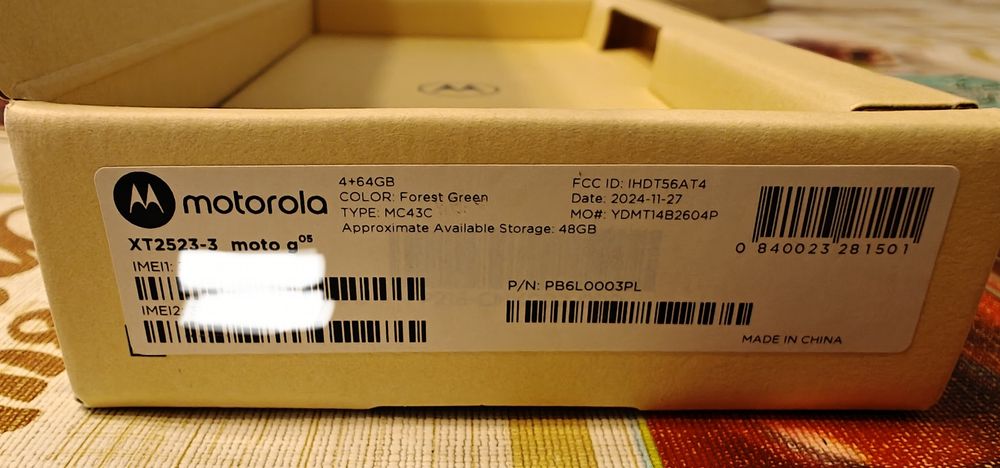 motorola
XT2523-3 moto g05
4+64GB
COLOR: Forest Green
TYPE: MC43C
Approximate Available Storage: 48GB
FCC ID: IHDT56AT4
Date: 2024-11-27
MO#: YDMT14B2604P
0 840023 281501
IMEI1:
IMEI2
P/N: PB6L0003PL
MADE IN CHINA